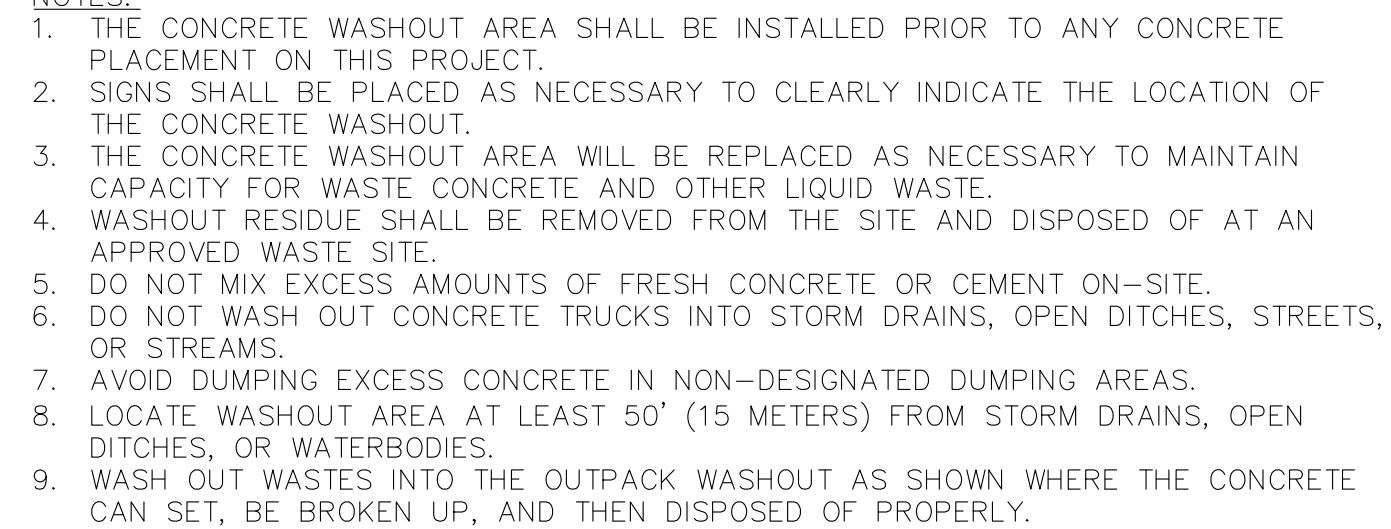 NOTES:
1. THE CONCRETE WASHOUT AREA SHALL BE INSTALLED PRIOR TO ANY CONCRETE
PLACEMENT ON THIS PROJECT.
2. SIGNS SHALL BE PLACED AS NECESSARY TO CLEARLY INDICATE THE LOCATION OF
THE CONCRETE WASHOUT.
3. THE CONCRETE WASHOUT AREA WILL BE REPLACED AS NECESSARY TO MAINTAIN
CAPACITY FOR WASTE CONCRETE AND OTHER LIQUID WASTE.
4. WASHOUT RESIDUE SHALL BE REMOVED FROM THE SITE AND DISPOSED OF AT AN
APPROVED WASTE SITE.
5. DO NOT MIX EXCESS AMOUNTS OF FRESH CONCRETE OR CEMENT ON-SITE.
6. DO NOT WASH OUT CONCRETE TRUCKS INTO STORM DRAINS, OPEN DITCHES, STREETS,
OR STREAMS.
7. AVOID DUMPING EXCESS CONCRETE IN NON-DESIGNATED DUMPING AREAS.
8. LOCATE WASHOUT AREA AT LEAST 50' (15 METERS) FROM STORM DRAINS, OPEN
DITCHES, OR WATERBODIES.
9. WASH OUT WASTES INTO THE OUTPACK WASHOUT AS SHOWN WHERE THE CONCRETE
CAN SET, BE BROKEN UP, AND THEN DISPOSED OF PROPERLY.